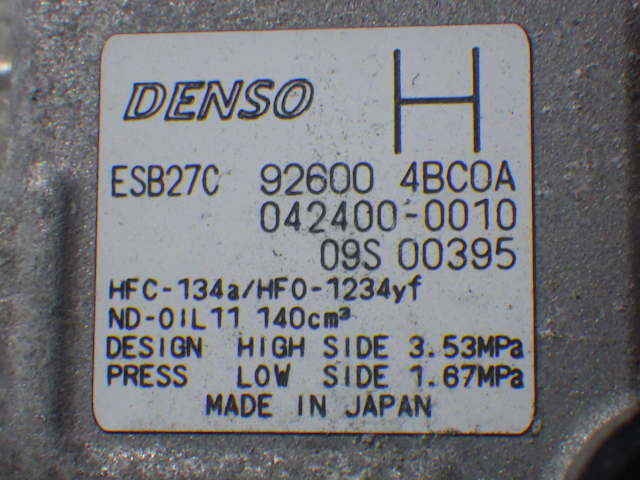 DENSO H
ESB27C 92600 4BC0A
042400-0010
09S 00395
HFC-134a/HFO-1234yf
ND-OIL11 140cm³
DESIGN HIGH SIDE 3.53MPa
PRESS LOW SIDE 1.67MPa
MADE IN JAPAN